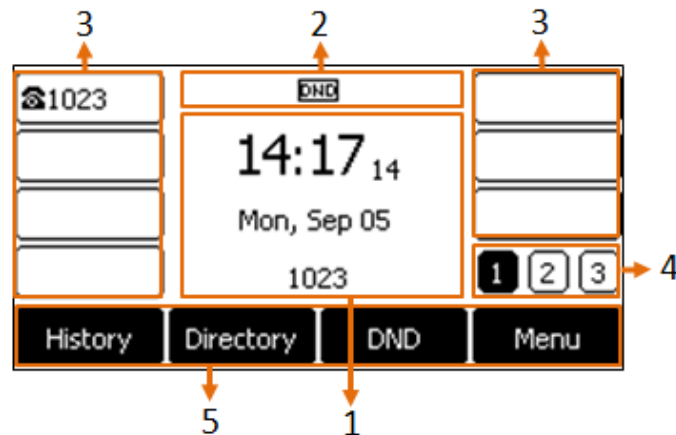 3 2 3
☎1023 DND
14:17 14
Mon, Sep 05
1023 1 2 3 4
History Directory DND Menu
5 1